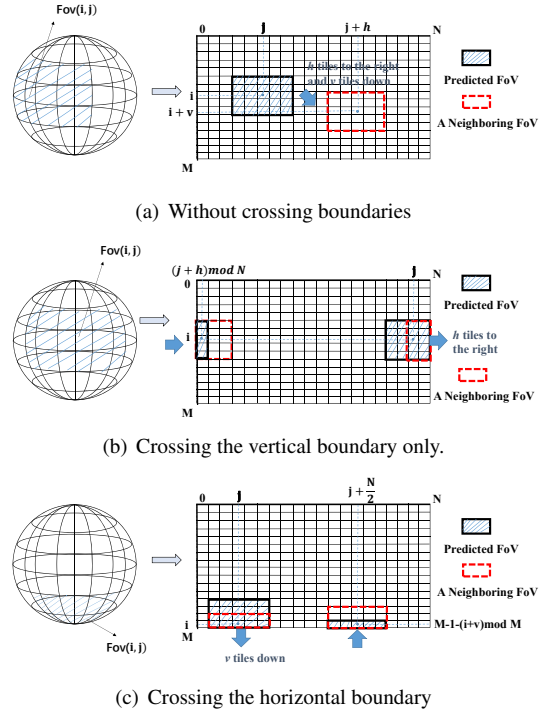 Fov(i, j)
0
j
j + h
N
h tiles to the right
and v tiles down
i
i + v
M
Predicted FoV
A Neighboring FoV
(a) Without crossing boundaries
Fov(i, j)
(j + h)mod N
0
j
N
i
M
Predicted FoV
h tiles to
the right
A Neighboring FoV
(b) Crossing the vertical boundary only.
0
j
j + N/2
N
i
M
Predicted FoV
A Neighboring FoV
M-1-(i+v)mod M
Fov(i, j)
v tiles down
(c) Crossing the horizontal boundary